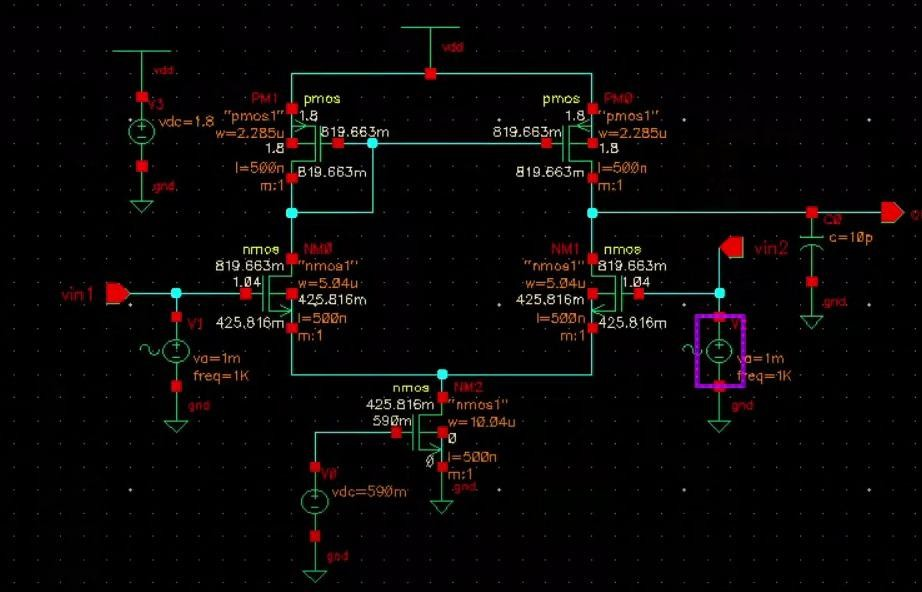 vdd
vdd
V3
vdc=1.8
gnd
PM1
pmos
"pmos1"
1.8
w=2.285u
819.663m
1.8
l=500n
819.663m
m:1
pmos
PM0
1.8
"pmos1"
819.663m
w=2.285u
1.8
l=500n
819.663m
m:1
nmos
NM0
819.663m
"nmos1"
1.04
w=5.04u
425.816m
l=500n
425.816m
m:1
NM1
nmos
"nmos1"
819.663m
w=5.04u
1.04
425.816m
l=500n
425.816m
m:1
vin1
V1
va=1m
freq=1K
gnd
vin2
va=1m
freq=1K
gnd
C0
c=10p
gnd
nmos
NM2
425.816m
"nmos1"
590m
w=10.04u
0
l=500n
0
m:1
gnd
V0
vdc=590m
gnd